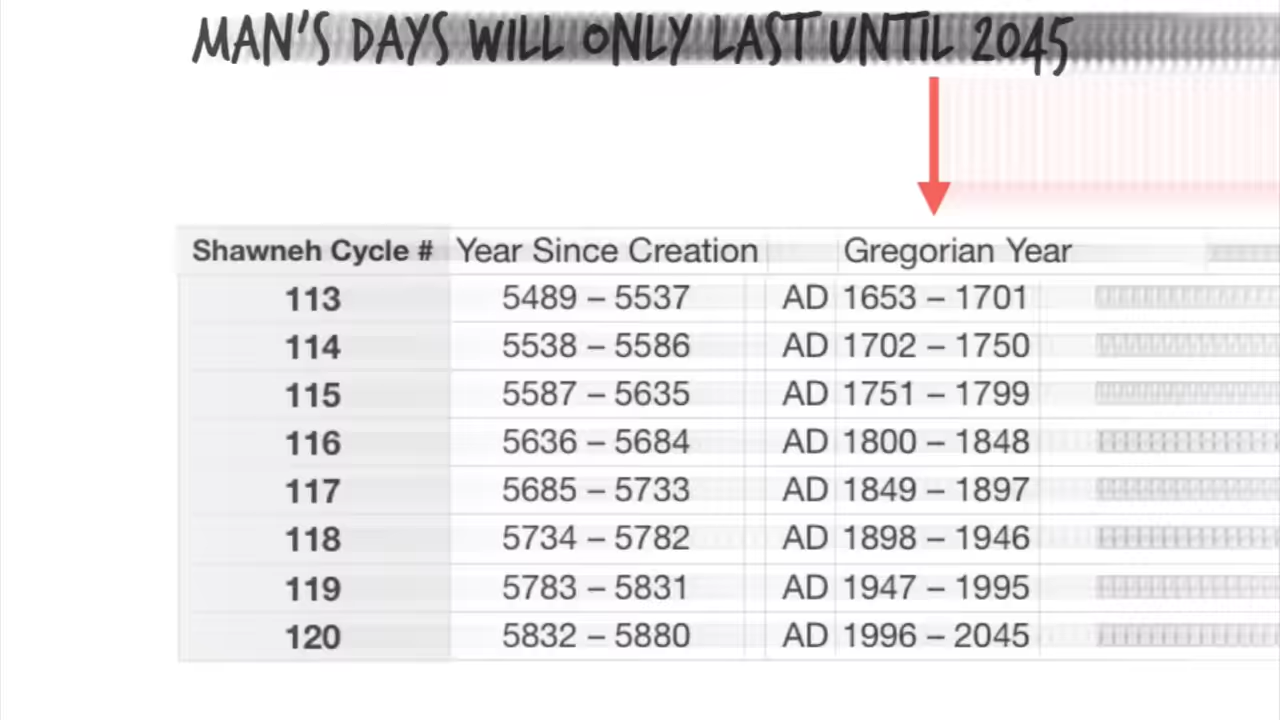 MAN'S DAYS WILL ONLY LAST UNTIL 2045
Shawneh Cycle # Year Since Creation Gregorian Year
113 5489 – 5537 AD 1653 – 1701
114 5538 – 5586 AD 1702 – 1750
115 5587 – 5635 AD 1751 – 1799
116 5636 – 5684 AD 1800 – 1848
117 5685 – 5733 AD 1849 – 1897
118 5734 – 5782 AD 1898 – 1946
119 5783 – 5831 AD 1947 – 1995
120 5832 – 5880 AD 1996 – 2045